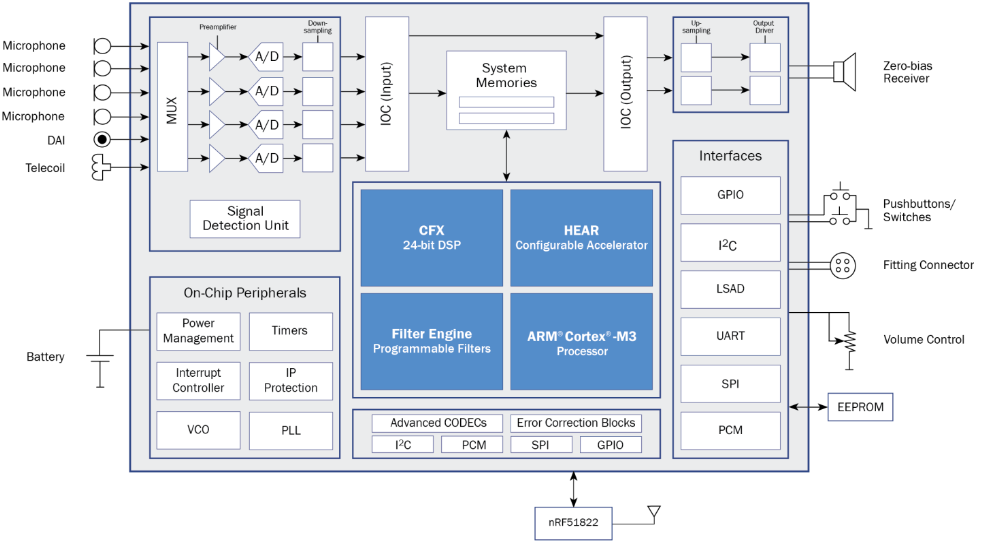 Microphone
Microphone
Microphone
Microphone
DAI
Telecoil
Battery
MUX
Preamplifier
Down-
sampling
A/D
A/D
A/D
A/D
Signal
Detection Unit
IOC (Input)
System
Memories
IOC (Output)
Up-
sampling
Output
Driver
Zero-bias
Receiver
CFX
24-bit DSP
HEAR
Configurable Accelerator
Filter Engine
Programmable Filters
ARM® Cortex®-M3
Processor
Interfaces
GPIO
I²C
LSAD
UART
SPI
PCM
Pushbuttons/
Switches
Fitting Connector
Volume Control
EEPROM
On-Chip Peripherals
Power
Management
Timers
Interrupt
Controller
IP
Protection
VCO
PLL
Advanced CODECs
Error Correction Blocks
I²C
PCM
SPI
GPIO
nRF51822